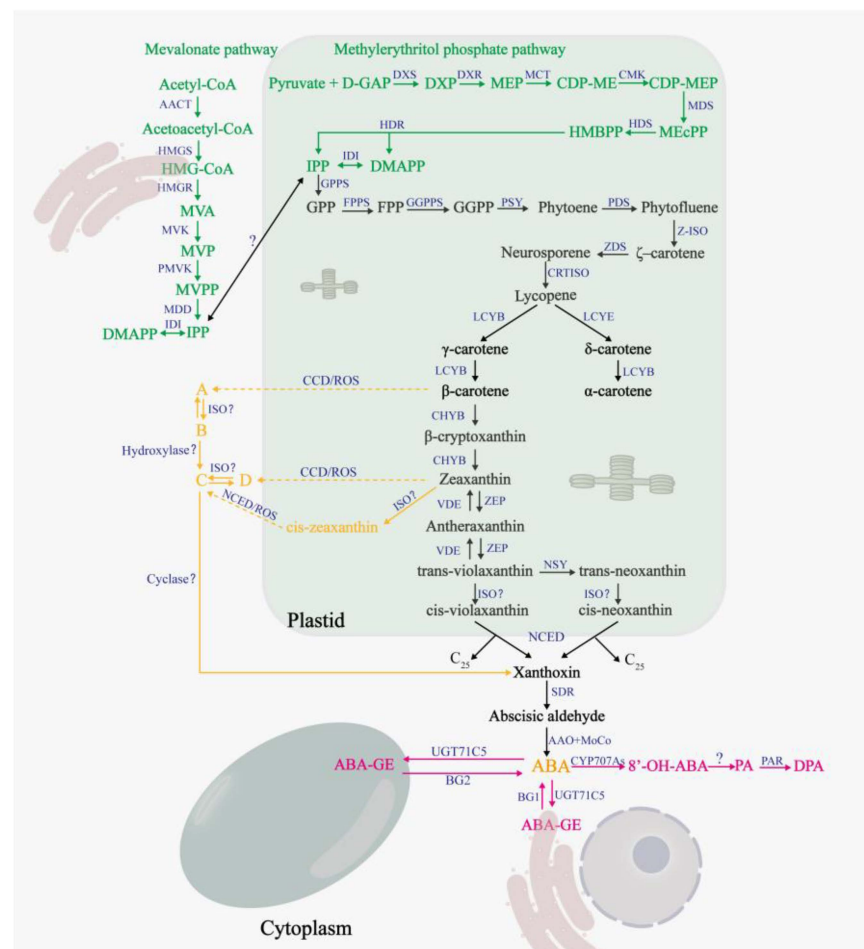 Mevalonate pathway
Methylerythritol phosphate pathway
Acetyl-CoA
AACT
Acetoacetyl-CoA
HMGS
HMG-CoA
HMGR
MVA
MVK
MVP
PMVK
MVPP
MDD
DMAPP IDI IPP
?
Pyruvate + D-GAP DXS DXP DXR MEP MCT CDP-ME CMK CDP-MEP
MDS
HMBPP HDS MEcPP
HDR
IPP IDI DMAPP
GPPS
GPP FPPS FPP GGPPS GGPP PSY Phytoene PDS Phytofluene
Z-ISO
Neurosporene ZDS ζ-carotene
CRTISO
Lycopene
LCYB LCYE
γ-carotene δ-carotene
LCYB LCYB
β-carotene α-carotene
CCD/ROS
A
ISO?
B
Hydroxylase?
C ISO? D
CCD/ROS
NCED/ROS
cis-zeaxanthin
ISO?
Cyclase?
CHYB
β-cryptoxanthin
CHYB
Zeaxanthin
VDE ZEP
Antheraxanthin
VDE ZEP
trans-violaxanthin NSY trans-neoxanthin
ISO? ISO?
cis-violaxanthin cis-neoxanthin
Plastid
NCED
C25 C25
Xanthoxin
SDR
Abscisic aldehyde
AAO+MoCo
ABA-GE UGT71C5 ABA CYP707As 8’-OH-ABA ? PA PAR DPA
BG2
BG1 UGT71C5
ABA-GE
Cytoplasm